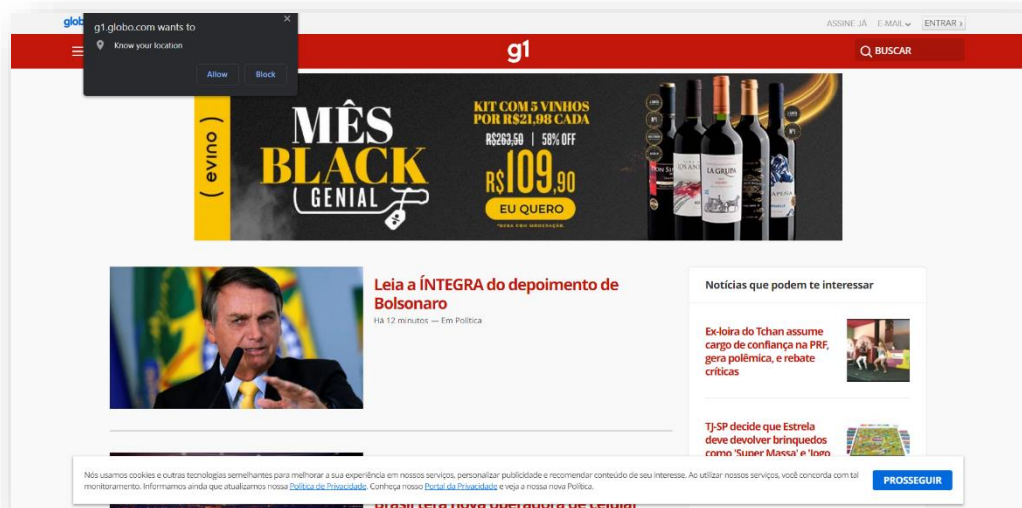 glob
ASSINE JÁ E-MAIL ENTRAR ›
g1.globo.com wants to
Know your location
Allow Block
g1
BUSCAR
evino
MÊS
BLACK
GENIAL
KIT COM 5 VINHOS
POR R$21,98 CADA
R$263,50 | 58% OFF
R$109,90
EU QUERO
LA GRUPA
Leia a ÍNTEGRA do depoimento de
Bolsonaro
Há 12 minutos — Em Política
Notícias que podem te interessar
Ex-loira do Tchan assume
cargo de confiança na PRF,
gera polêmica, e rebate
críticas
TJ-SP decide que Estrela
deve devolver brinquedos
como 'Super Massa' e 'Jogo
Nós usamos cookies e outras tecnologias semelhantes para melhorar a sua experiência em nossos serviços, personalizar publicidade e recomendar conteúdo de seu interesse. Ao utilizar nossos serviços, você concorda com tal
monitoramento. Informamos ainda que atualizamos nossa Política de Privacidade. Conheça nosso Portal da Privacidade e veja a nossa nova Política.
PROSSEGUIR
Brasil terá nova operadora de celular